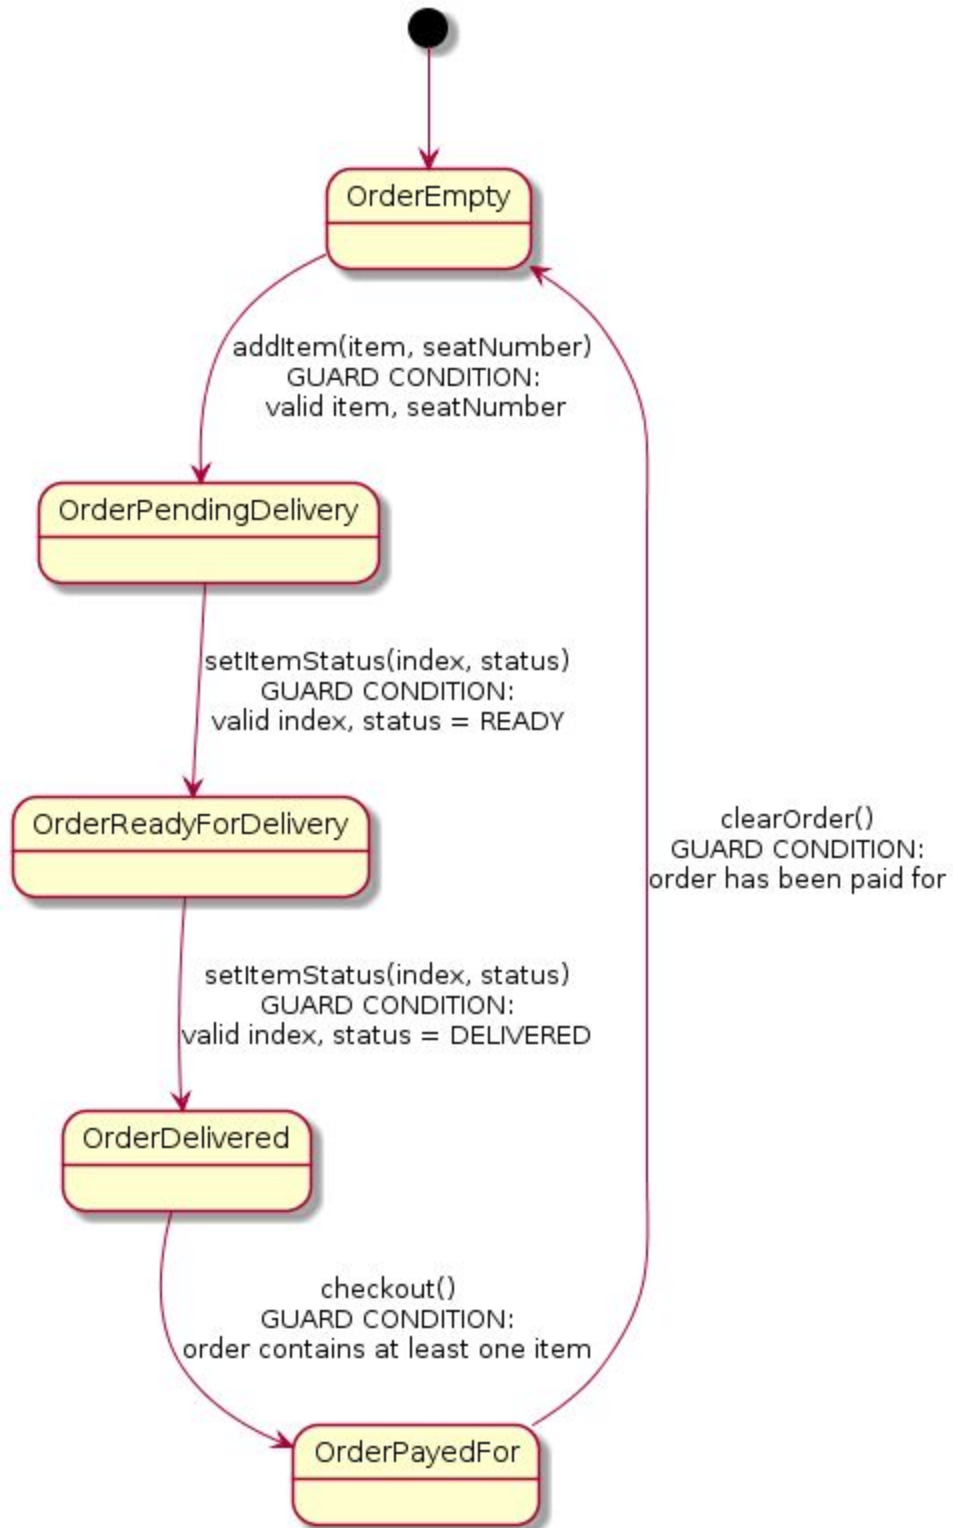 OrderEmpty
addItem(item, seatNumber)
GUARD CONDITION:
valid item, seatNumber
OrderPendingDelivery
setItemStatus(index, status)
GUARD CONDITION:
valid index, status = READY
OrderReadyForDelivery
clearOrder()
GUARD CONDITION:
order has been paid for
setItemStatus(index, status)
GUARD CONDITION:
valid index, status = DELIVERED
OrderDelivered
checkout()
GUARD CONDITION:
order contains at least one item
OrderPayedFor